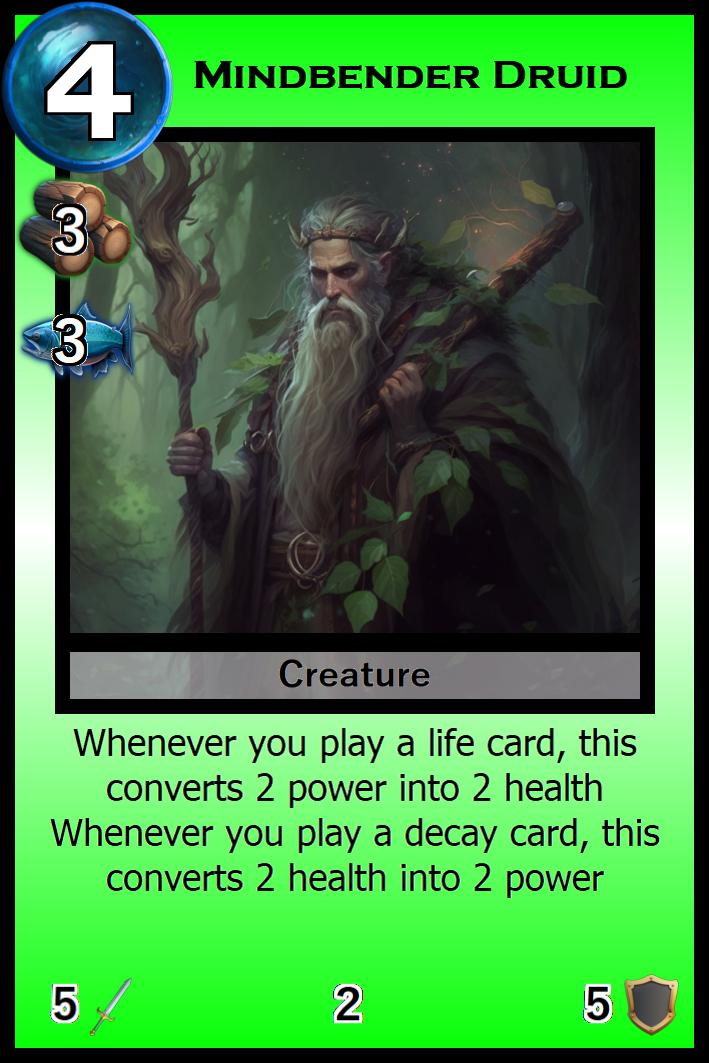 4
Mindbender Druid
3
3
Creature
Whenever you play a life card, this
converts 2 power into 2 health
Whenever you play a decay card, this
converts 2 health into 2 power
5 2 5